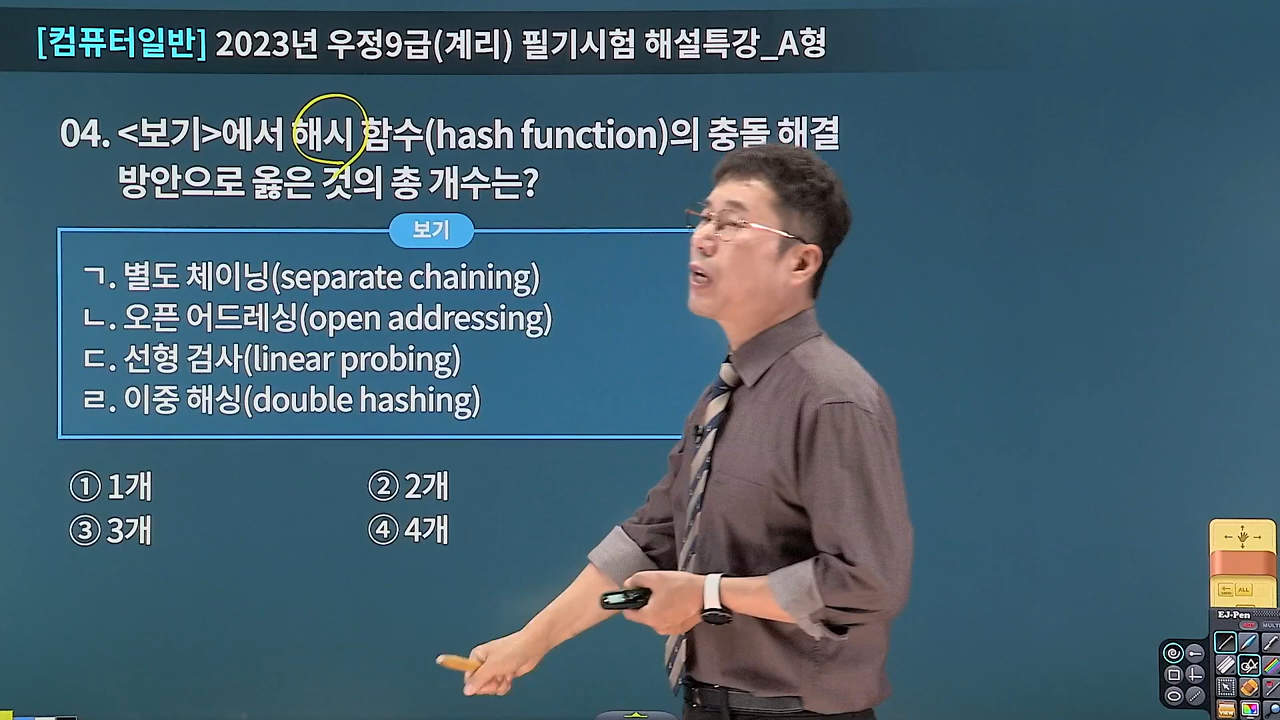 [컴퓨터일반] 2023년 우정9급(계리) 필기시험 해설특강_A형
04. <보기>에서 해시 함수(hash function)의 충돌 해결
방안으로 옳은 것의 총 개수는?
보기
ㄱ. 별도 체이닝(separate chaining)
ㄴ. 오픈 어드레싱(open addressing)
ㄷ. 선형 검사(linear probing)
ㄹ. 이중 해싱(double hashing)
① 1개 ② 2개
③ 3개 ④ 4개
ALL
EJ-Pen